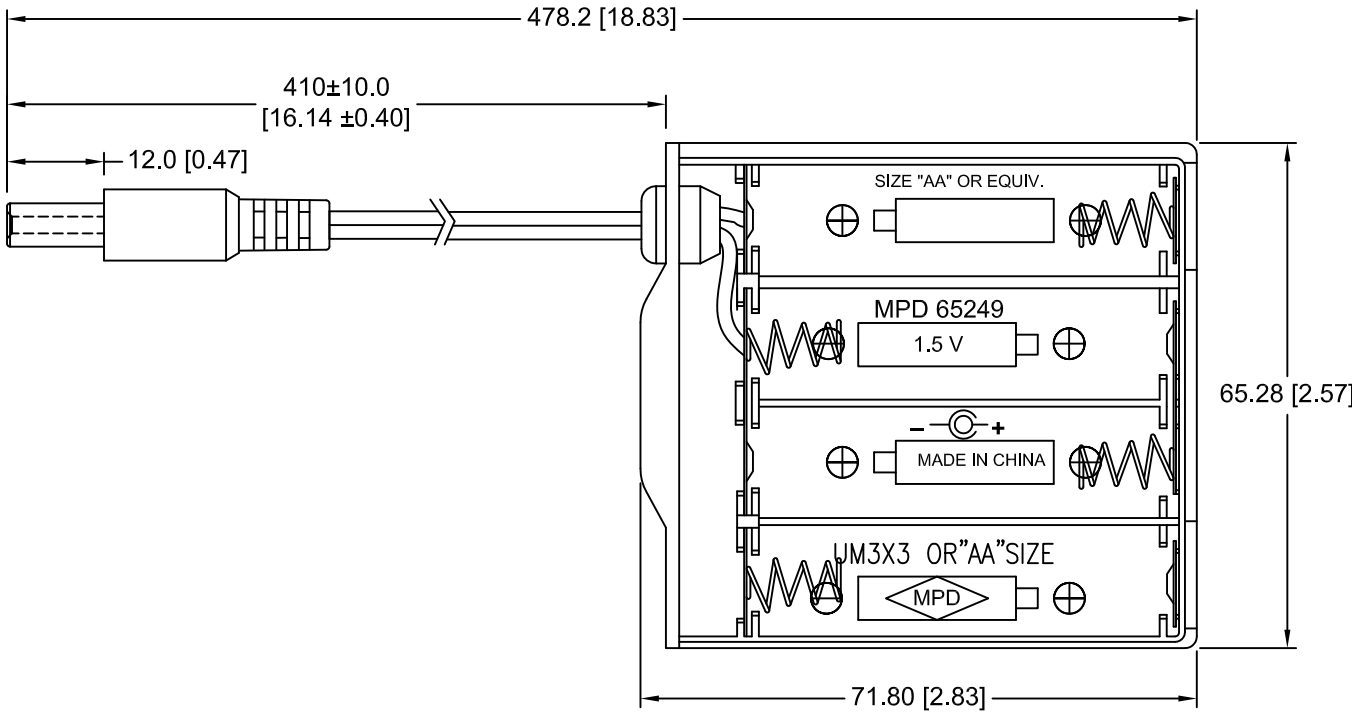 478.2 [18.83]
410±10.0
[16.14 ±0.40]
12.0 [0.47]
SIZE "AA" OR EQUIV.
MPD 65249
1.5 V
65.28 [2.57]
– +
MADE IN CHINA
UM3X3 OR”AA”SIZE
MPD
71.80 [2.83]